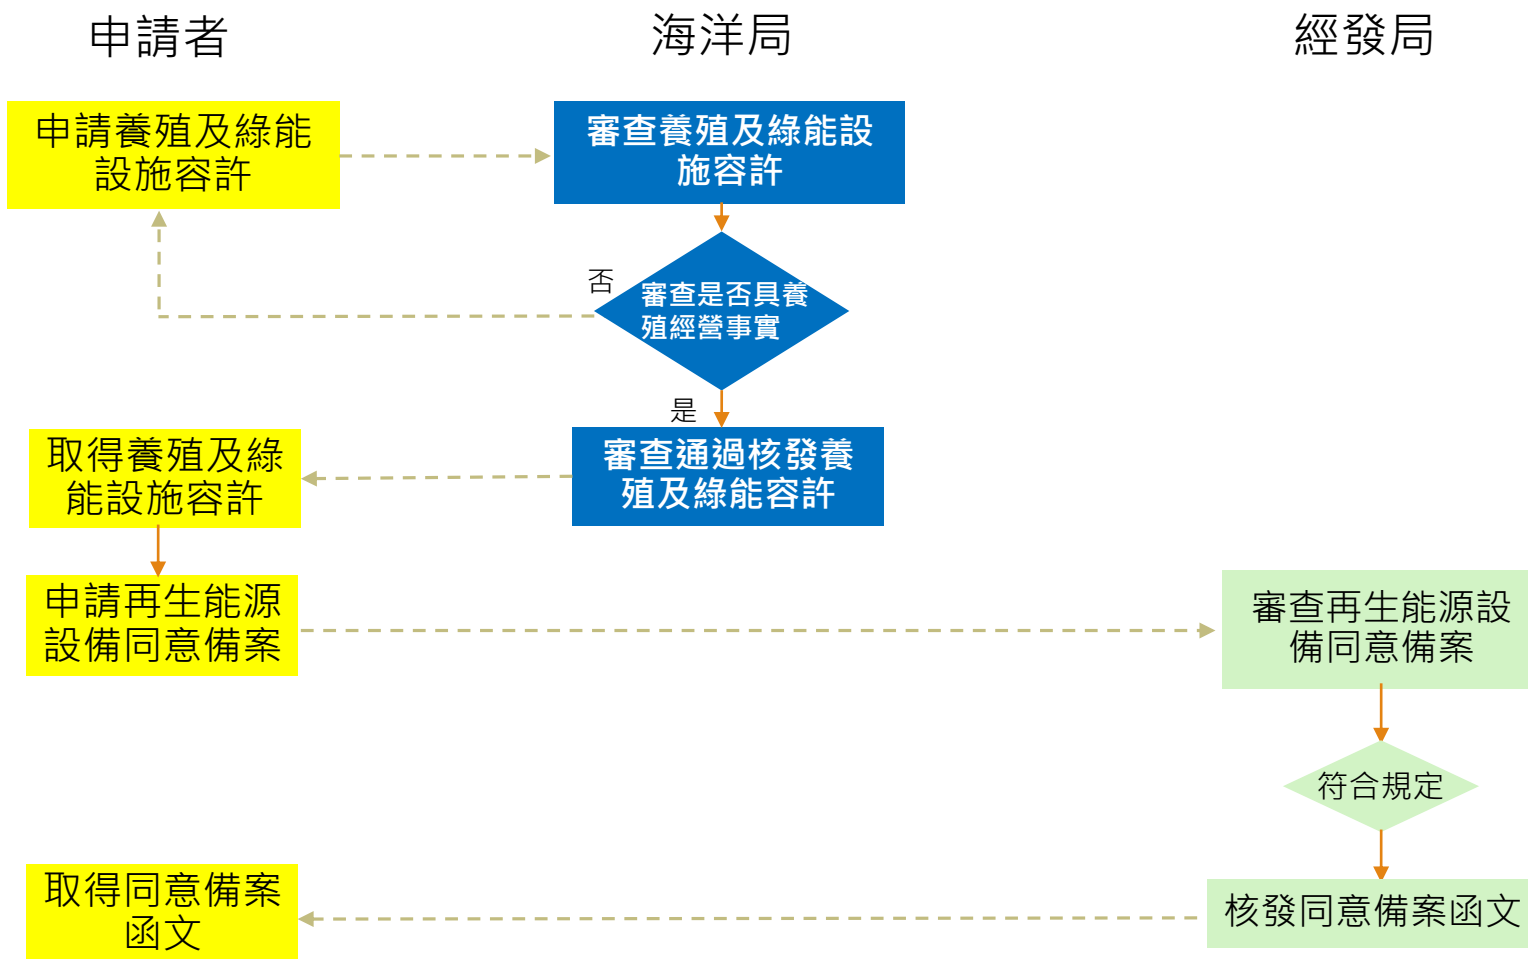 申請者
海洋局
經發局
申請養殖及綠能
設施容許
審查養殖及綠能設
施容許
否
審查是否具養
殖經營事實
是
取得養殖及綠
能設施容許
審查通過核發養
殖及綠能容許
申請再生能源
設備同意備案
審查再生能源設
備同意備案
符合規定
取得同意備案
函文
核發同意備案函文